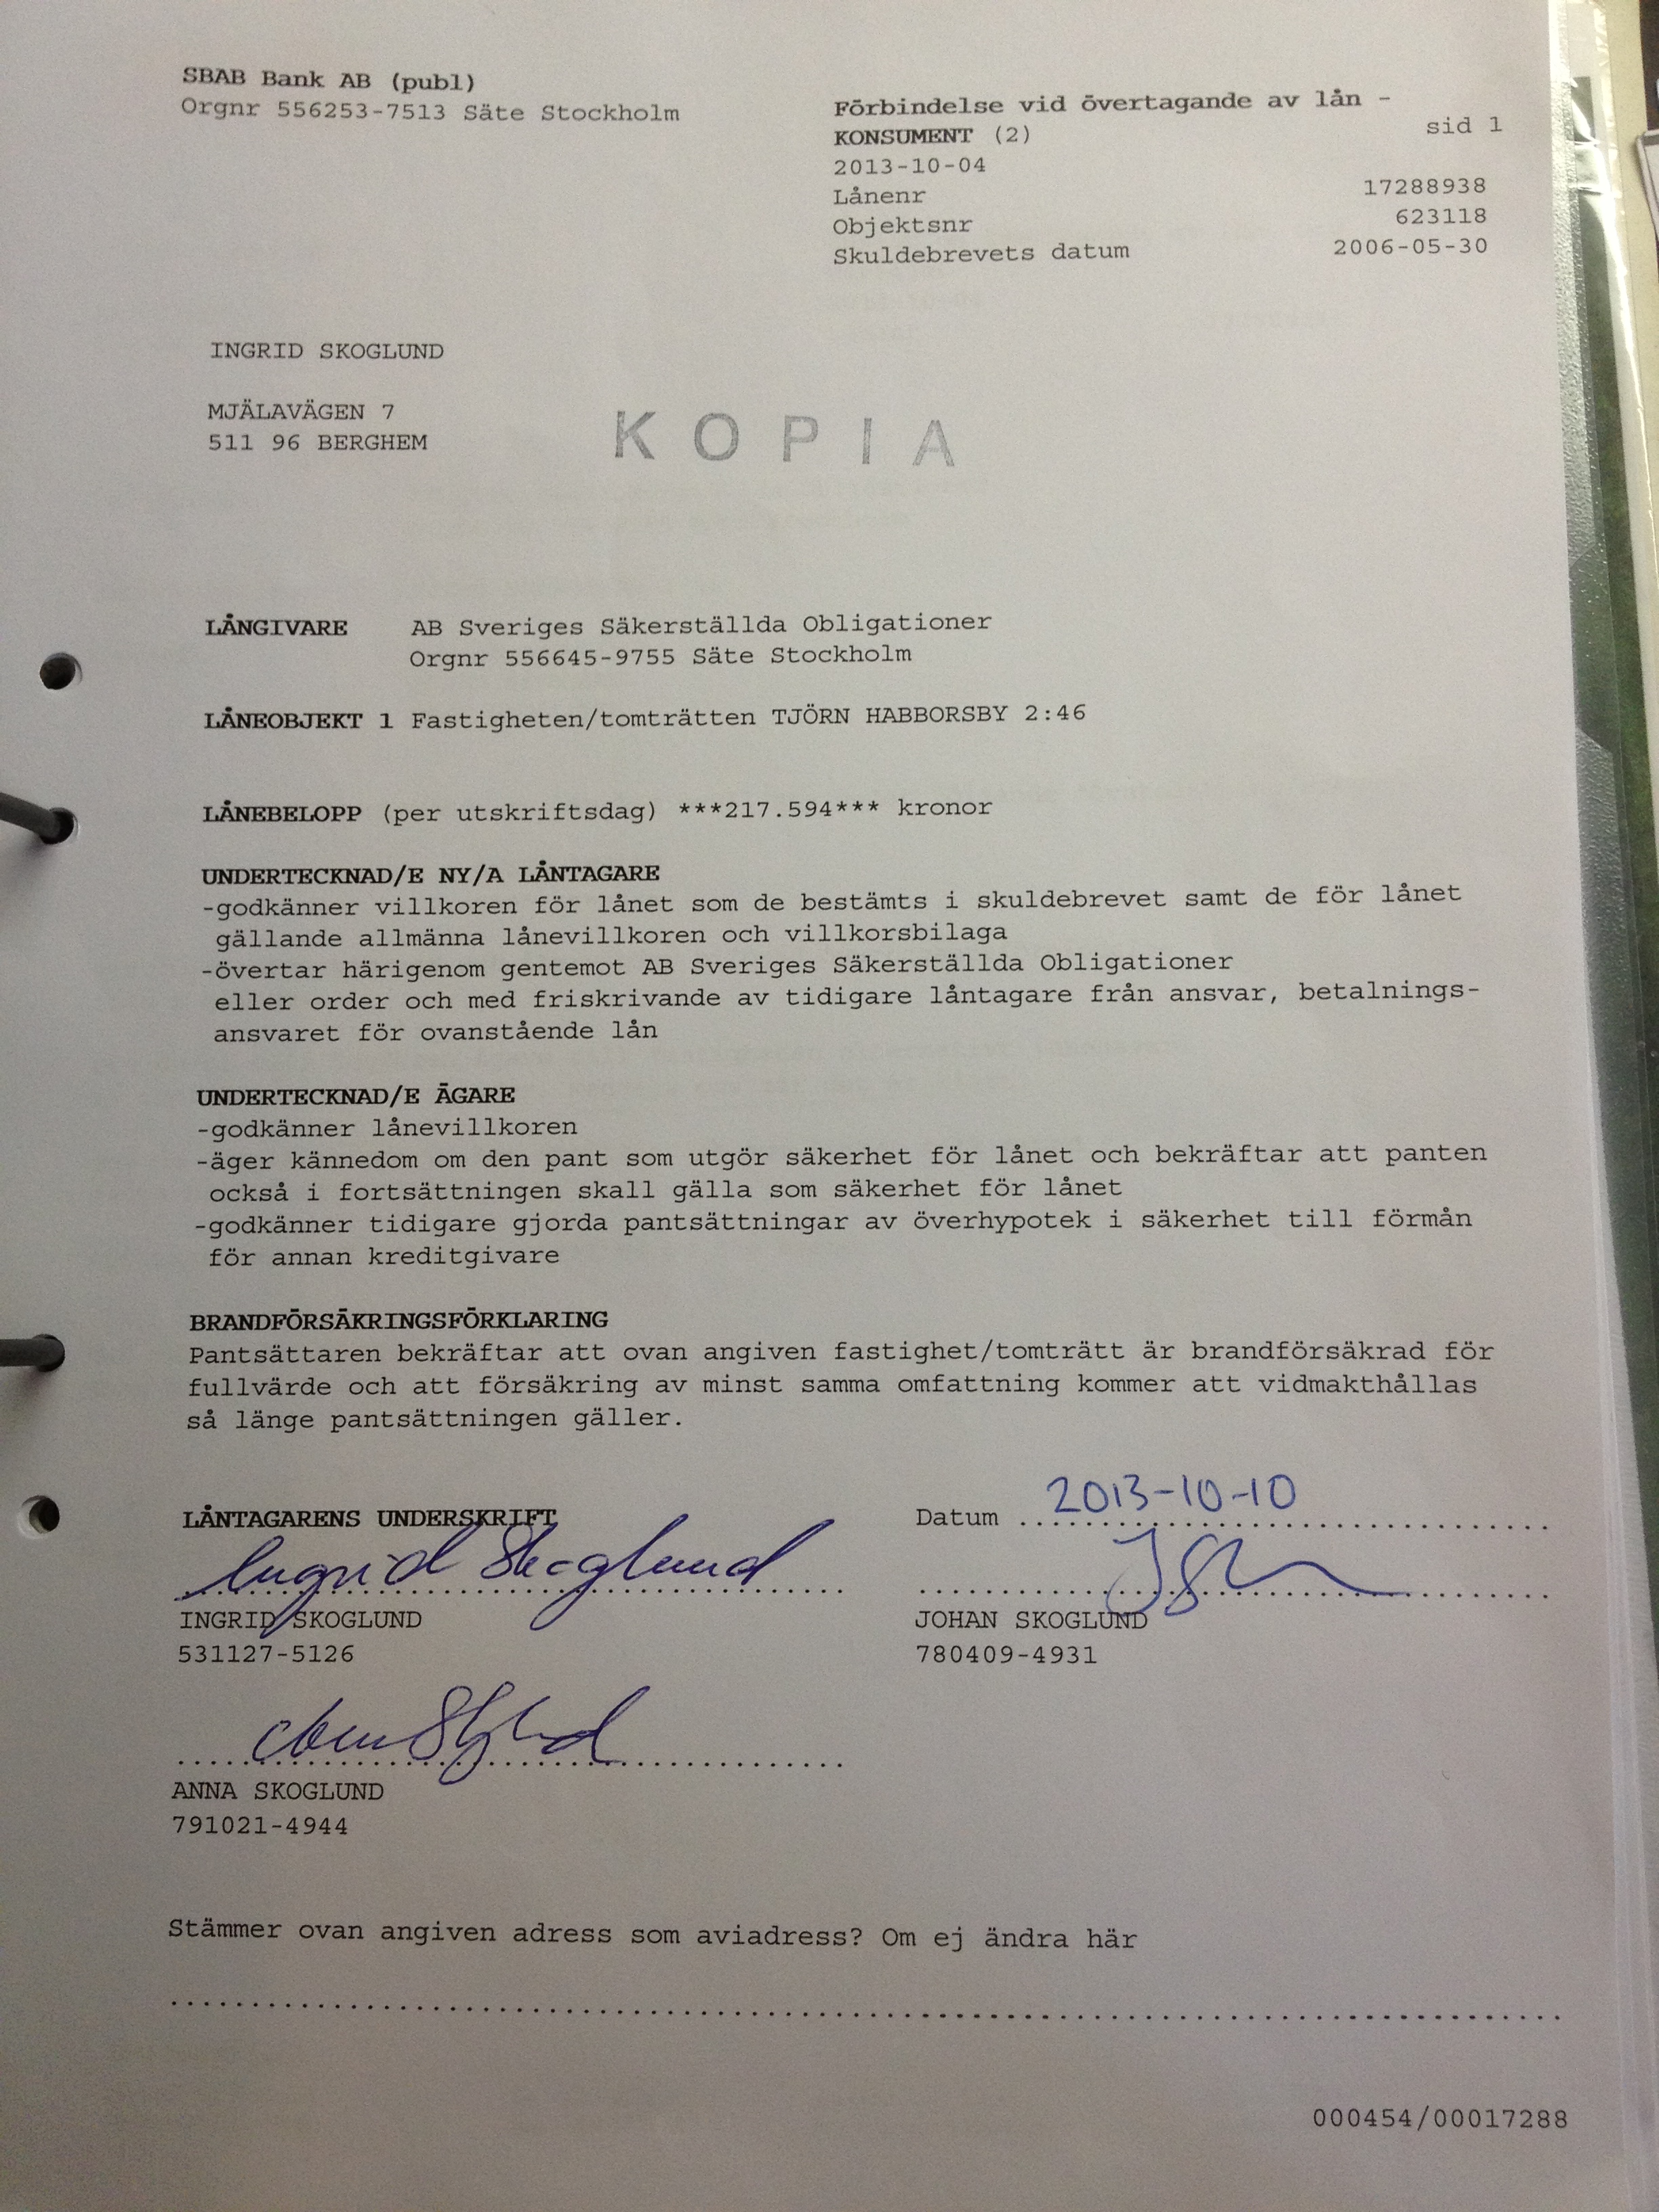 SBAB Bank AB (publ)
Orgnr 556253-7513 Säte Stockholm
Förbindelse vid övertagande av lån -
KONSUMENT (2) sid 1
2013-10-04
Lånenr 17288938
Objektsnr 623118
Skuldebrevets datum 2006-05-30
INGRID SKOGLUND
MJÄLAVÄGEN 7
511 96 BERGHEM
KOPIA
LÅNGIVARE AB Sveriges Säkerställda Obligationer
Orgnr 556645-9755 Säte Stockholm
LÅNEOBJEKT 1 Fastigheten/tomträtten TJÖRN HABBORSBY 2:46
LÅNEBELOPP (per utskriftsdag) ***217.594*** kronor
UNDERTECKNAD/E NY/A LÅNTAGARE
-godkänner villkoren för lånet som de bestämts i skuldebrevet samt de för lånet
gällande allmänna lånevillkoren och villkorsbilaga
-övertar härigenom gentemot AB Sveriges Säkerställda Obligationer
eller order och med friskrivande av tidigare låntagare från ansvar, betalnings-
ansvaret för ovanstående lån
UNDERTECKNAD/E ÄGARE
-godkänner lånevillkoren
-äger kännedom om den pant som utgör säkerhet för lånet och bekräftar att panten
också i fortsättningen skall gälla som säkerhet för lånet
-godkänner tidigare gjorda pantsättningar av överhypotek i säkerhet till förmån
för annan kreditgivare
BRANDFÖRSÄKRINGSFÖRKLARING
Pantsättaren bekräftar att ovan angiven fastighet/tomträtt är brandförsäkrad för
fullvärde och att försäkring av minst samma omfattning kommer att vidmakthållas
så länge pantsättningen gäller.
LÅNTAGARENS UNDERSKRIFT Datum 2013-10-10
Ingrid Skoglund
INGRID SKOGLUND JOHAN SKOGLUND
531127-5126 780409-4931
ANNA SKOGLUND
791021-4944
Stämmer ovan angiven adress som aviadress? Om ej ändra här
000454/00017288